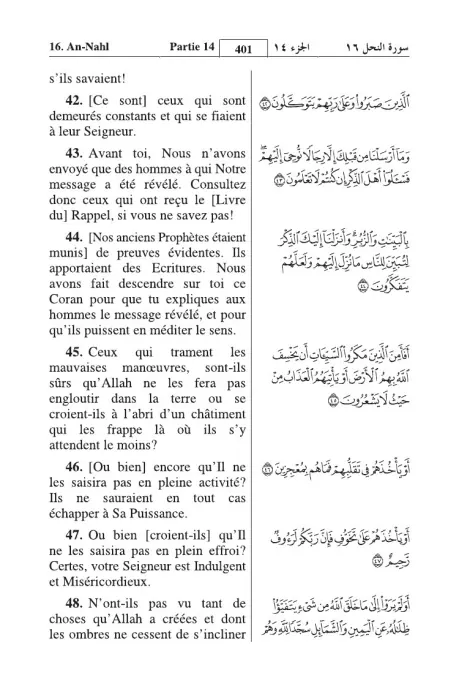 16. An-Nahl Partie 14 401 الجزء ١٤ سورة النحل ١٦
s’ils savaient!
42. [Ce sont] ceux qui sont
demeurés constants et qui se fiaient
à leur Seigneur.
43. Avant toi, Nous n’avons
envoyé que des hommes à qui Notre
message a été révélé. Consultez
donc ceux qui ont reçu le [Livre
du] Rappel, si vous ne savez pas!
44. [Nos anciens Prophètes étaient
munis] de preuves évidentes. Ils
apportaient des Ecritures. Nous
avons fait descendre sur toi ce
Coran pour que tu expliques aux
hommes le message révélé, et pour
qu’ils puissent en méditer le sens.
45. Ceux qui trament les
mauvaises manœuvres, sont-ils
sûrs qu’Allah ne les fera pas
engloutir dans la terre ou se
croient-ils à l’abri d’un châtiment
qui les frappe là où ils s’y
attendent le moins?
46. [Ou bien] encore qu’Il ne
les saisira pas en pleine activité?
Ils ne sauraient en tout cas
échapper à Sa Puissance.
47. Ou bien [croient-ils] qu’Il
ne les saisira pas en plein effroi?
Certes, votre Seigneur est Indulgent
et Miséricordieux.
48. N’ont-ils pas vu tant de
choses qu’Allah a créées et dont
les ombres ne cessent de s’incliner
ٱلَّذِينَ صَبَرُوا۟ وَعَلَىٰ رَبِّهِمْ يَتَوَكَّلُونَ ٤٢
وَمَآ أَرْسَلْنَا مِن قَبْلِكَ إِلَّا رِجَالًا نُّوحِىٓ إِلَيْهِمْ ۚ
فَسْـَٔلُوٓا۟ أَهْلَ ٱلذِّكْرِ إِن كُنتُمْ لَا تَعْلَمُونَ ٤٣
بِٱلْبَيِّنَـٰتِ وَٱلزُّبُرِ ۗ وَأَنزَلْنَآ إِلَيْكَ ٱلذِّكْرَ
لِتُبَيِّنَ لِلنَّاسِ مَا نُزِّلَ إِلَيْهِمْ وَلَعَلَّهُمْ
يَتَفَكَّرُونَ ٤٤
أَفَأَمِنَ ٱلَّذِينَ مَكَرُوا۟ ٱلسَّيِّـَٔاتِ أَن يَخْسِفَ
ٱللَّهُ بِهِمُ ٱلْأَرْضَ أَوْ يَأْتِيَهُمُ ٱلْعَذَابُ مِنْ
حَيْثُ لَا يَشْعُرُونَ ٤٥
أَوْ يَأْخُذَهُمْ فِى تَقَلُّبِهِمْ فَمَا هُم بِمُعْجِزِينَ ٤٦
أَوْ يَأْخُذَهُمْ عَلَىٰ تَخَوُّفٍ فَإِنَّ رَبَّكُمْ لَرَءُوفٌ
رَّحِيمٌ ٤٧
أَوَلَمْ يَرَوْا۟ إِلَىٰ مَا خَلَقَ ٱللَّهُ مِن شَىْءٍ يَتَفَيَّؤُا۟
ظِلَـٰلُهُۥ عَنِ ٱلْيَمِينِ وَٱلشَّمَآئِلِ سُجَّدًا لِّلَّهِ وَهُمْ